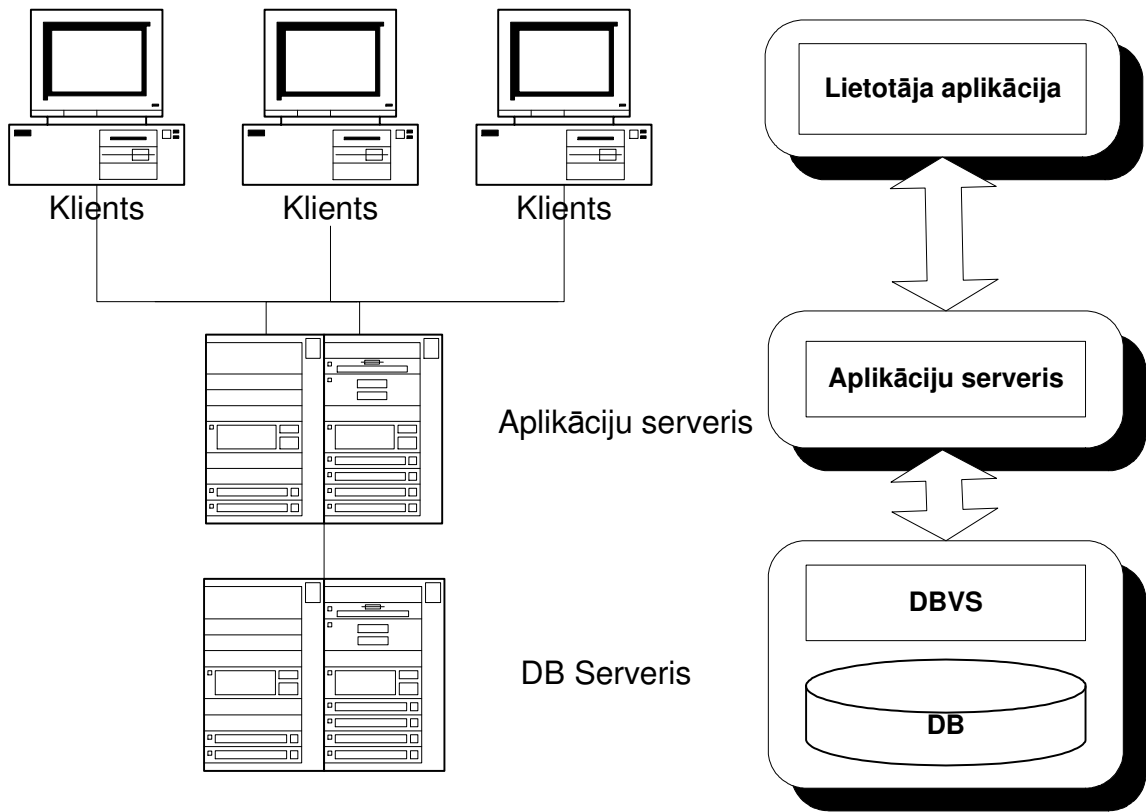 Lietotāja aplikācija
Klients
Klients
Klients
Aplikāciju serveris
Aplikāciju serveris
DBVS
DB Serveris
DB